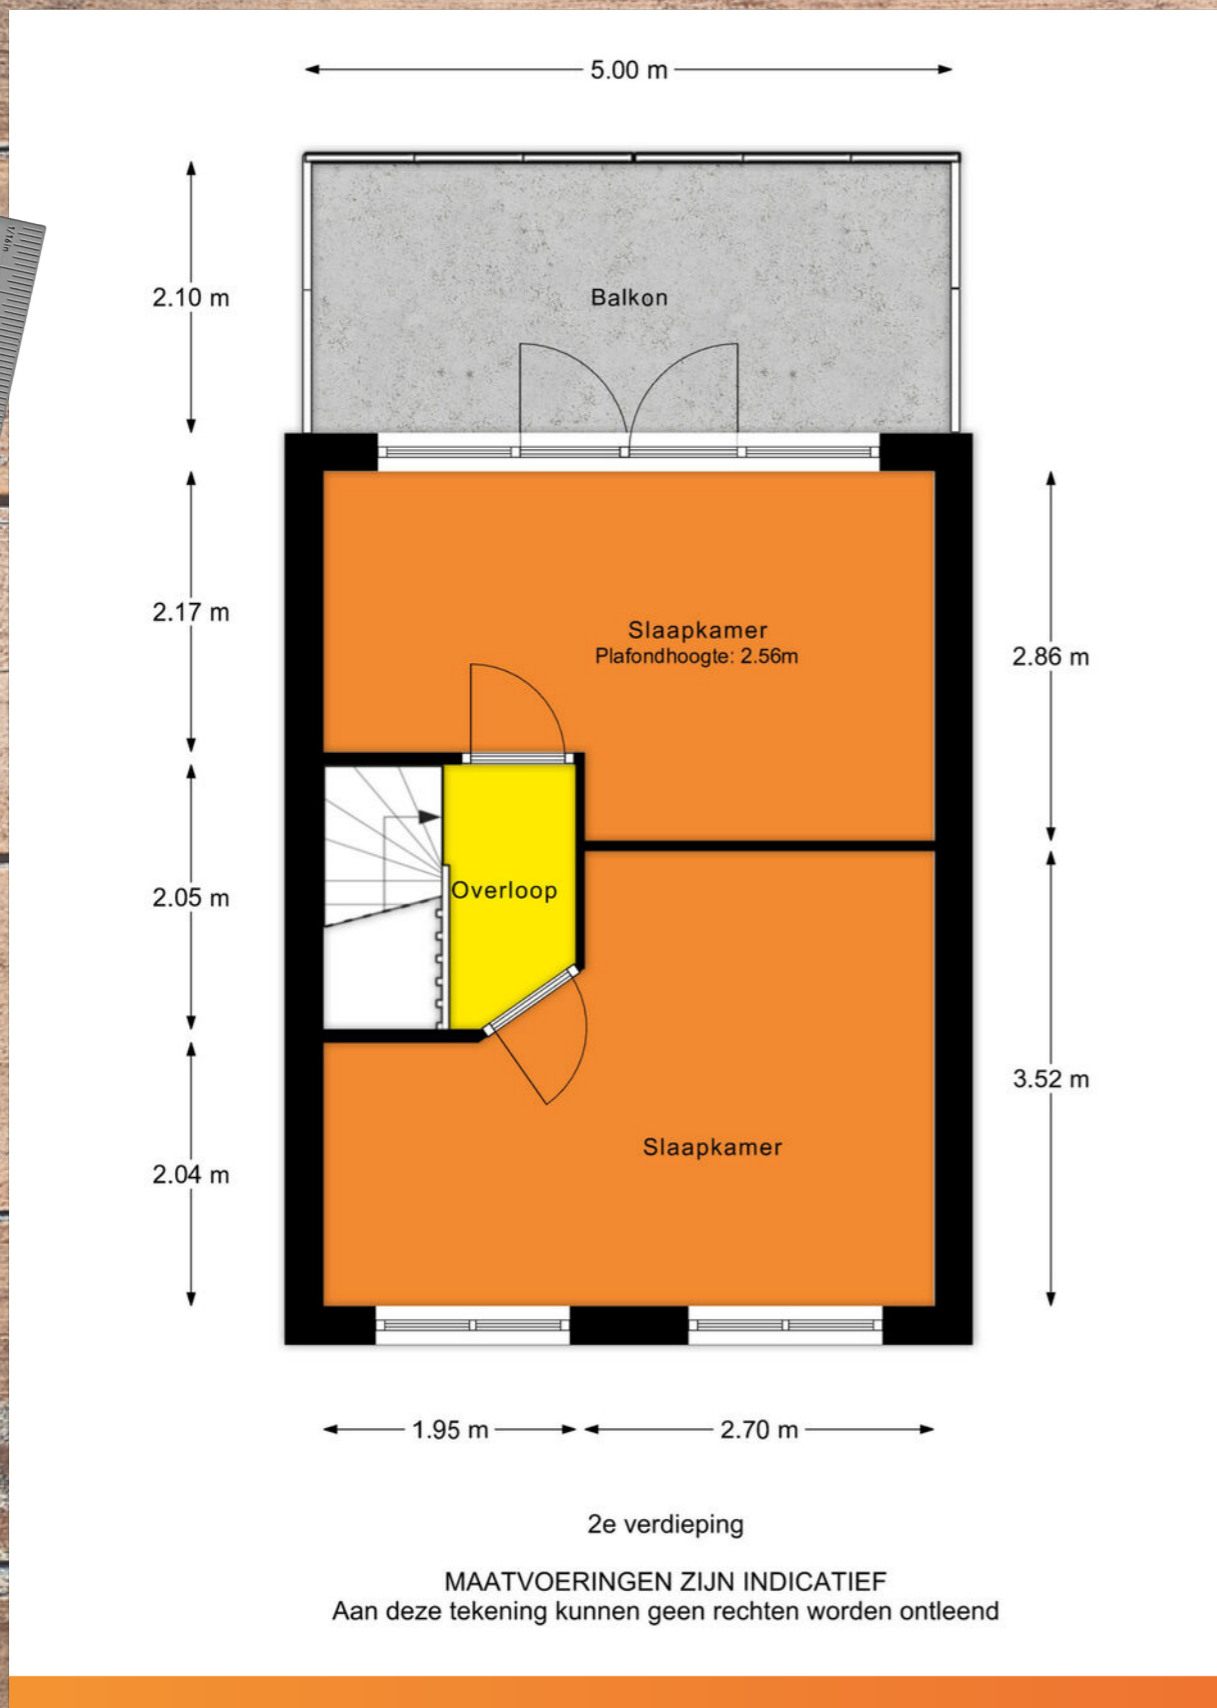 5.00 m
2.10 m
Balkon
2.17 m
Slaapkamer
Plafondhoogte: 2.56m
2.86 m
2.05 m
Overloop
3.52 m
Slaapkamer
2.04 m
1.95 m
2.70 m
2e verdieping
MAATVOERINGEN ZIJN INDICATIEF
Aan deze tekening kunnen geen rechten worden ontleend
1/16in